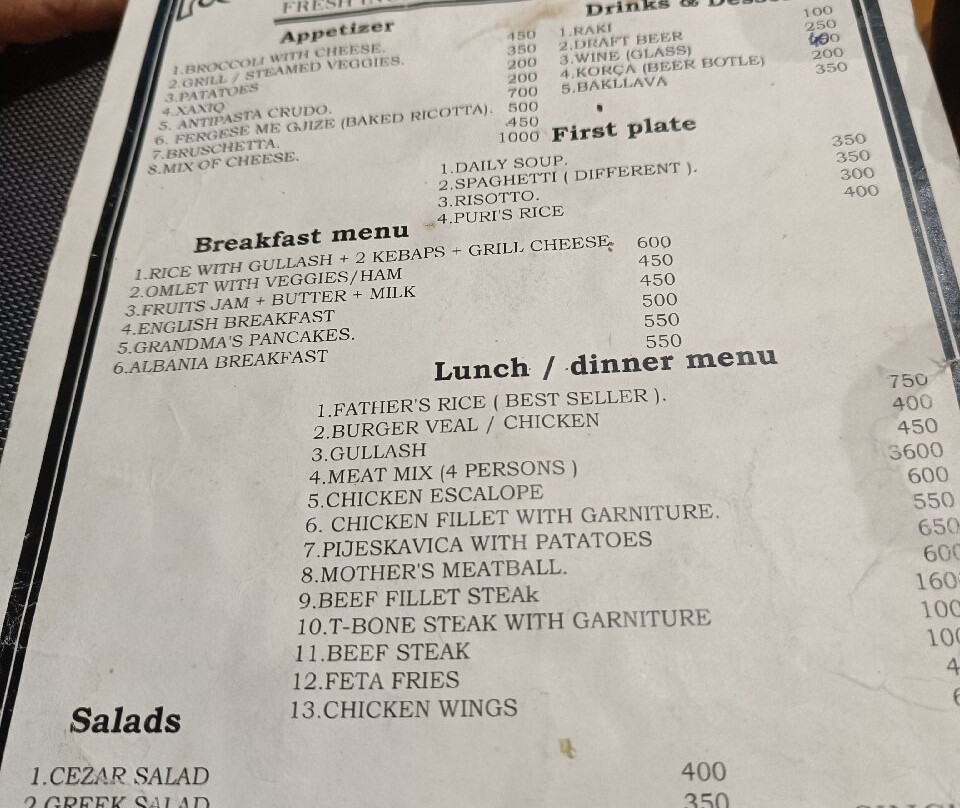 FRESH
Appetizer
1.BROCCOLI WITH CHEESE. 450
2.GRILL / STEAMED VEGGIES. 350
3.PATATOES 200
4.XAXIQ 200
5. ANTIPASTA CRUDO. 700
6. FERGESE ME GJIZE (BAKED RICOTTA). 500
7.BRUSCHETTA. 450
8.MIX OF CHEESE. 1000
Drinks &
1.RAKI 100
2.DRAFT BEER 250
3.WINE (GLASS)
4.KORÇA (BEER BOTLE) 200
5.BAKLLAVA 350
First plate
1.DAILY SOUP. 350
2.SPAGHETTI ( DIFFERENT ). 350
3.RISOTTO. 300
4.PURI'S RICE 400
Breakfast menu
1.RICE WITH GULLASH + 2 KEBAPS + GRILL CHEESE. 600
2.OMLET WITH VEGGIES/HAM 450
3.FRUITS JAM + BUTTER + MILK 450
4.ENGLISH BREAKFAST 500
5.GRANDMA'S PANCAKES. 550
6.ALBANIA BREAKFAST 550
Lunch / dinner menu
1.FATHER'S RICE ( BEST SELLER ). 750
2.BURGER VEAL / CHICKEN 400
3.GULLASH 450
4.MEAT MIX (4 PERSONS ) 3600
5.CHICKEN ESCALOPE 600
6. CHICKEN FILLET WITH GARNITURE. 550
7.PIJESKAVICA WITH PATATOES 650
8.MOTHER'S MEATBALL. 600
9.BEEF FILLET STEAk
10.T-BONE STEAK WITH GARNITURE
11.BEEF STEAK
12.FETA FRIES
13.CHICKEN WINGS
Salads
1.CEZAR SALAD 400
2.GREEK SALAD 350